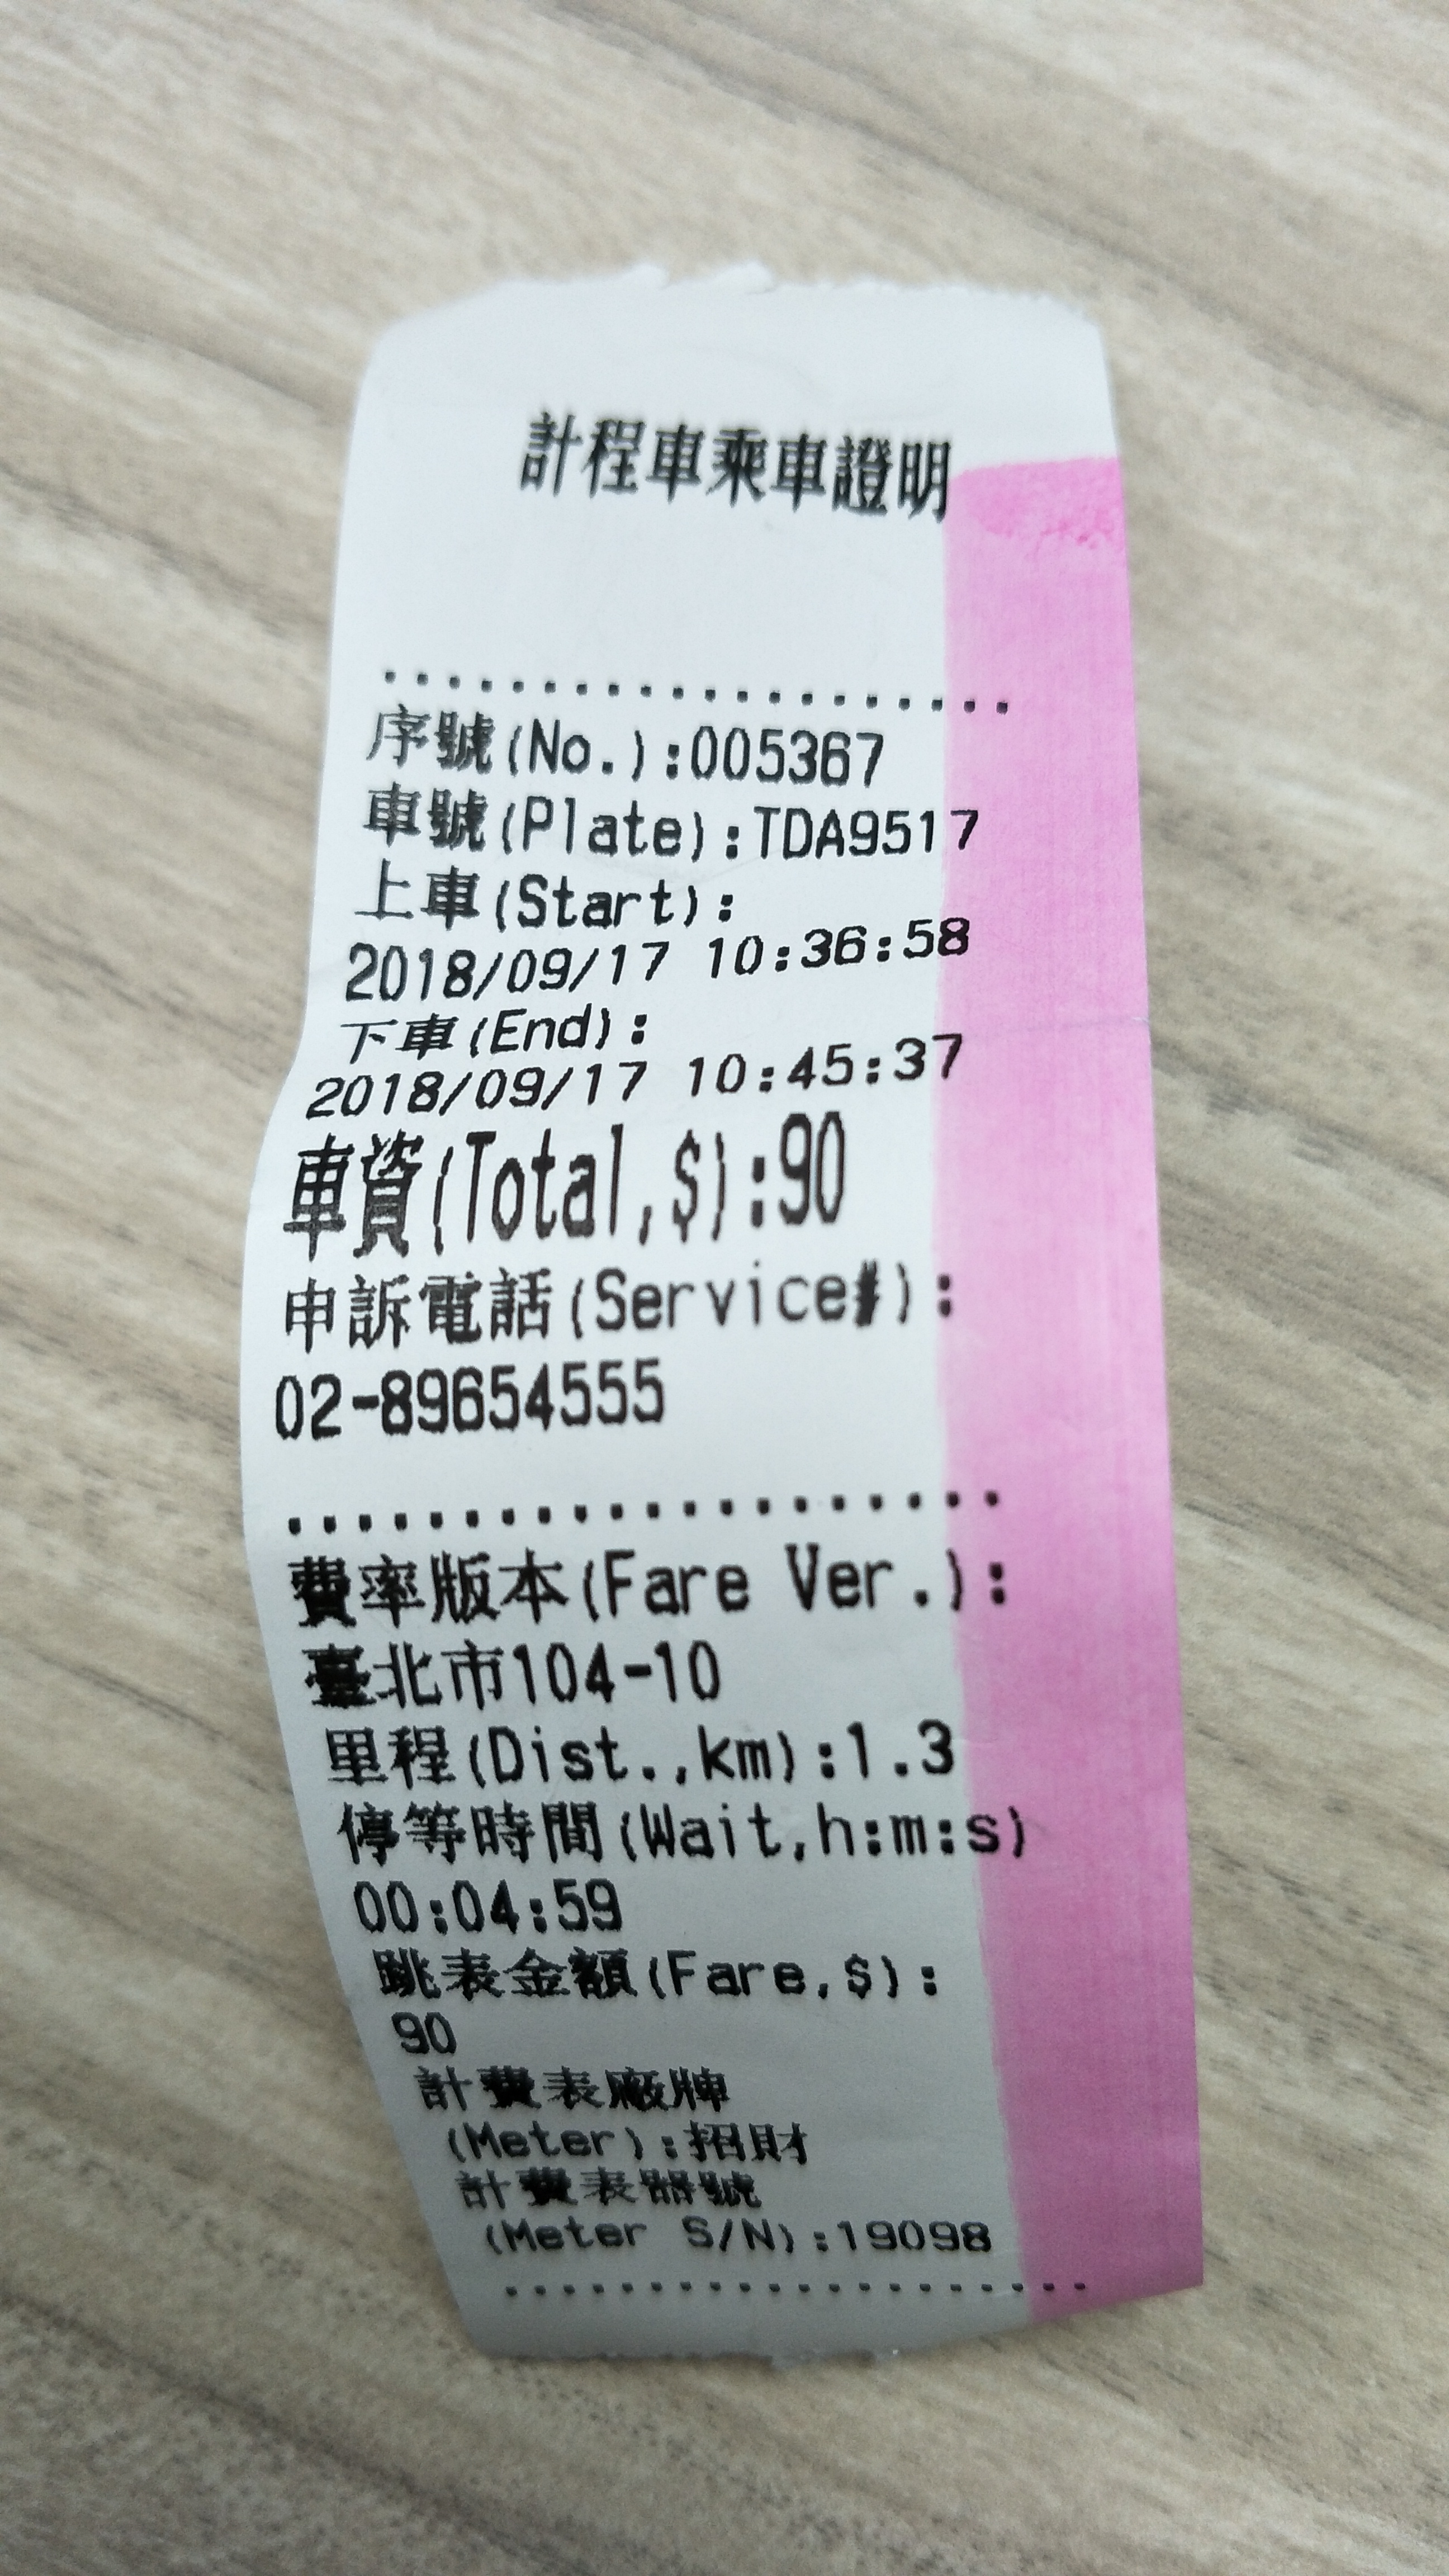 計程車乘車證明
.....................
序號(No.):005367
車號(Plate):TDA9517
上車(Start):
2018/09/17 10:36:58
下車(End):
2018/09/17 10:45:37
車資(Total,$):90
申訴電話(Service#):
02-89654555
.....................
費率版本(Fare Ver.):
臺北市104-10
里程(Dist.,km):1.3
停等時間(Wait,h:m:s)
00:04:59
跳表金額(Fare,$):
90
計費表廠牌
(Meter):招財
計費表器號
(Meter S/N):19098
.....................